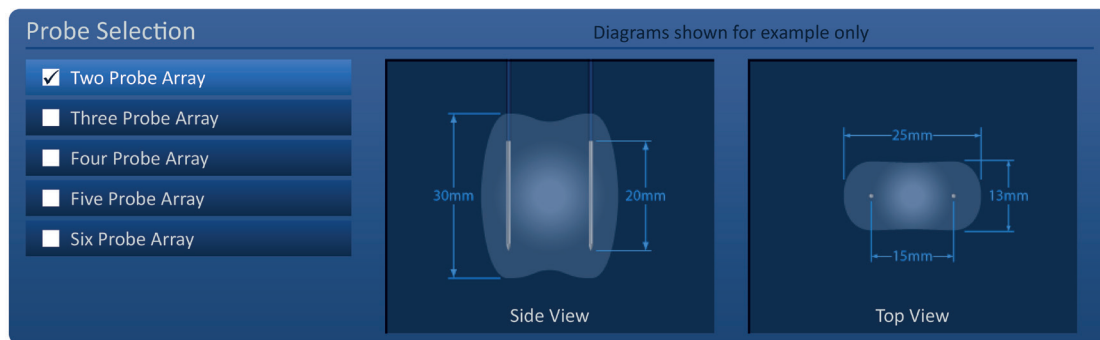 Probe Selection
Diagrams shown for example only
Two Probe Array
Three Probe Array
Four Probe Array
Five Probe Array
Six Probe Array
30mm
20mm
Side View
25mm
13mm
15mm
Top View